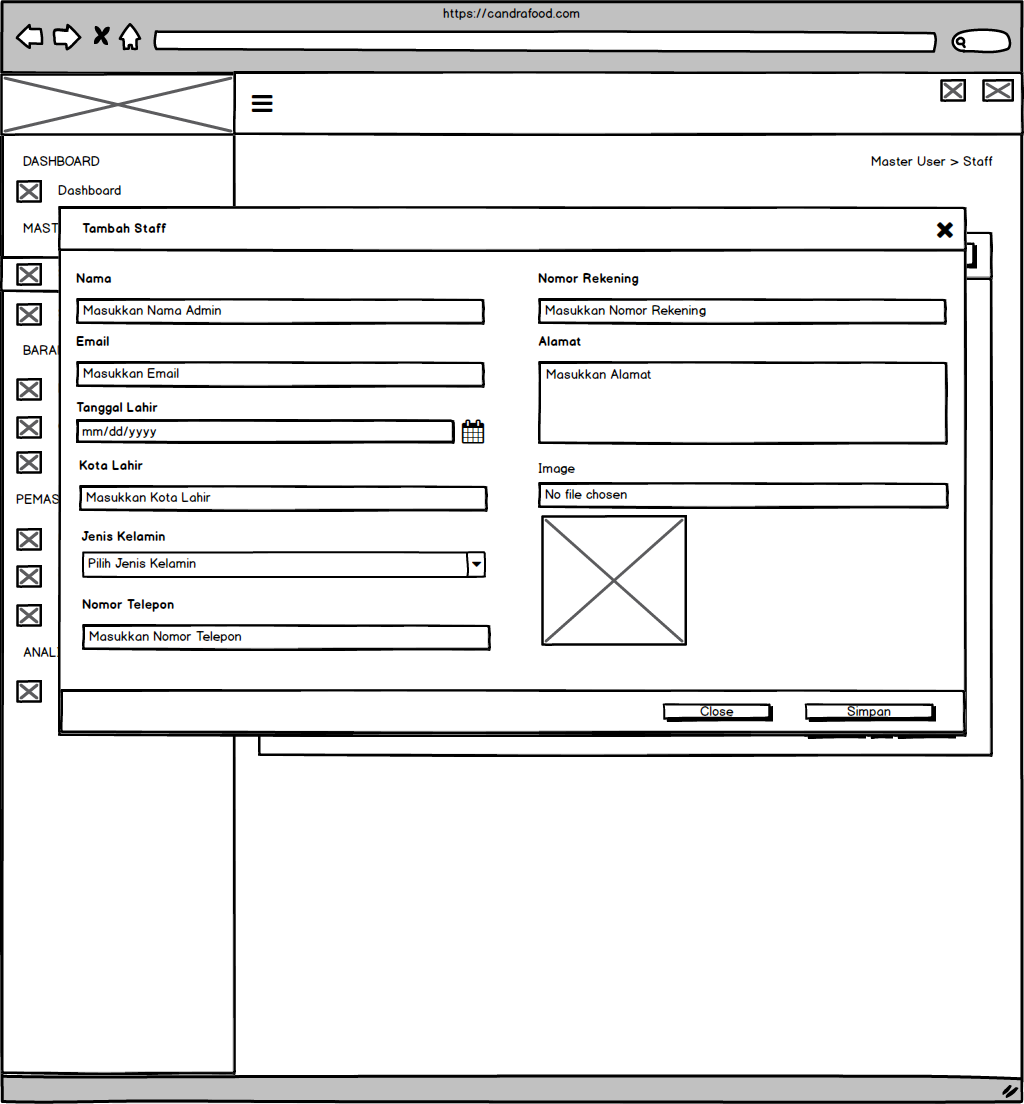 https://candrafood.com
DASHBOARD
Dashboard
Master User > Staff
MAST
Tambah Staff
Nama
Masukkan Nama Admin
Email
Masukkan Email
Tanggal Lahir
mm/dd/yyyy
Kota Lahir
Masukkan Kota Lahir
Jenis Kelamin
Pilih Jenis Kelamin
Nomor Telepon
Masukkan Nomor Telepon
Nomor Rekening
Masukkan Nomor Rekening
Alamat
Masukkan Alamat
Image
No file chosen
BARA
PEMAS
ANAL
Close
Simpan